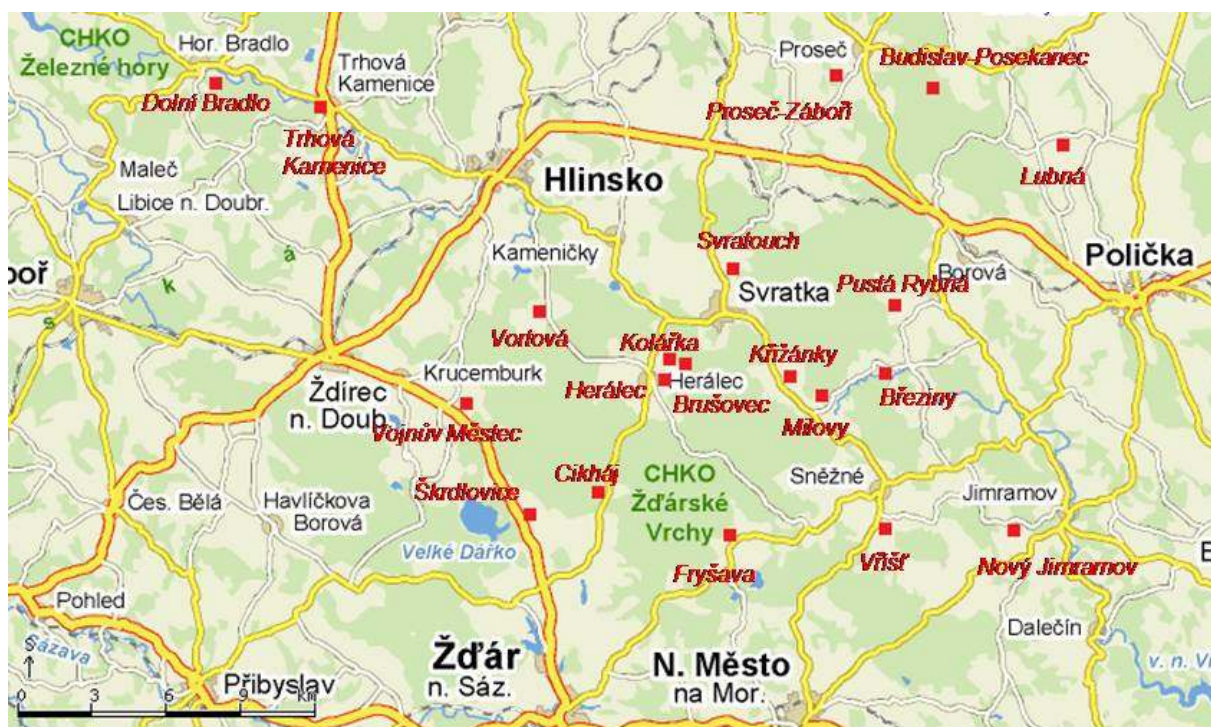 CHKO
Železné hory
Hor. Bradlo
Dolní Bradlo
Trhová
Kamenice
Trhová
Kamenice
Proseč
Budislav-Posekanec
Proseč-Záboří
Lubná
Maleč
Libice n. Doubr.
Hlinsko
Kameničky
Svratouch
Svratka
Pustá Rybná
Borová
Polička
á
k
s
Vortová
Kolářka
Křižánky
Herálec
Herálec
Brušovec
Milovy
Březiny
Krucemburk
Ždírec
n. Doub.
Vojnův Městec
Škrdlovice
Cikháj
CHKO
Žďárské
Vrchy
Sněžné
Jimramov
Čes. Bělá
Havlíčkova
Borová
Velké Dářko
Fryšava
Vříšť
Nový Jimramov
Pohled
Dalečín
Sázava
S
Žďár
n. Sáz.
N. Město
na Mor.
Přibyslav
0 3 6 9 km